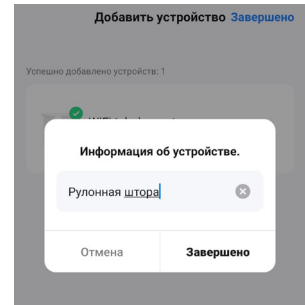 Добавить устройство Завершено
Успешно добавлено устройств: 1
Информация об устройстве.
Рулонная штора
Отмена Завершено